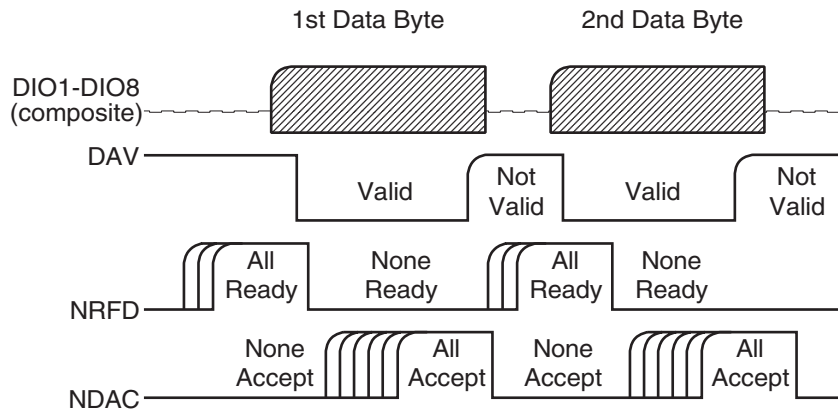 1st Data Byte 2nd Data Byte
DIO1-DIO8
(composite)
DAV
Valid
Not
Valid
Valid
Not
Valid
NRFD
All
Ready
None
Ready
All
Ready
None
Ready
NDAC
None
Accept
All
Accept
None
Accept
All
Accept